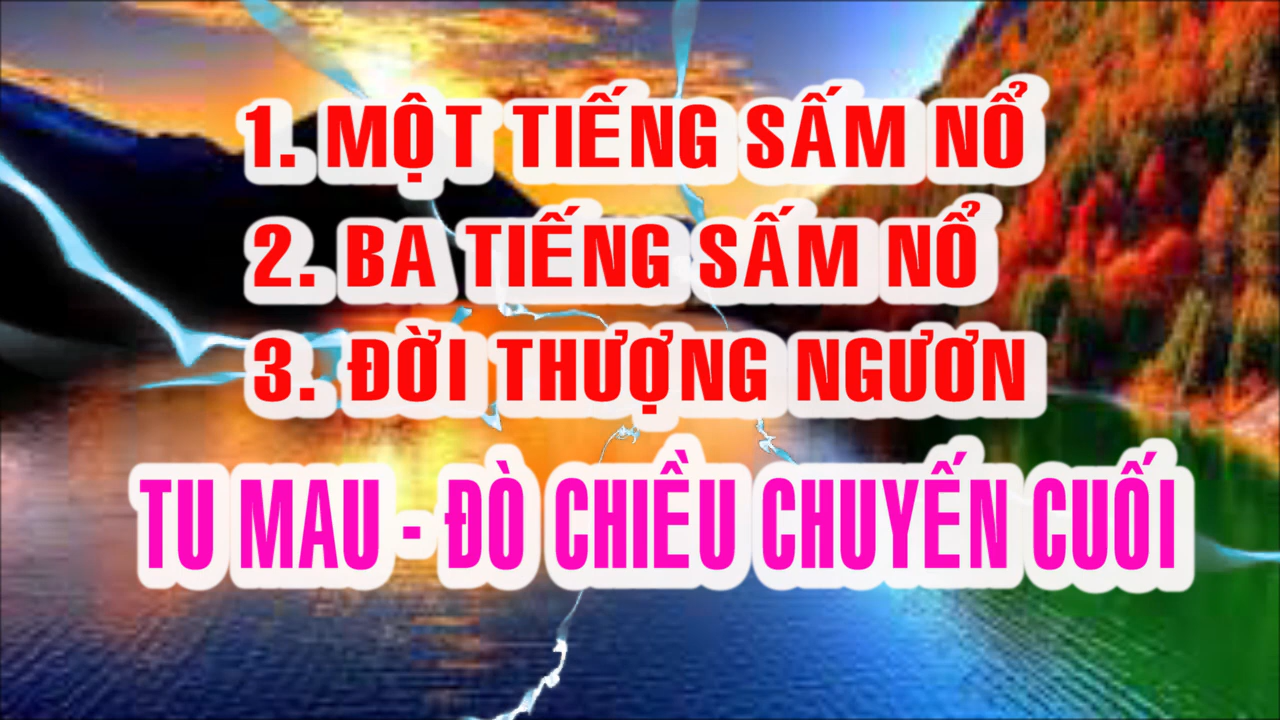 1. MỘT TIẾNG SẤM NỔ
2. BA TIẾNG SẤM NỔ
3. ĐỜI THƯỢNG NGƯƠN
TU MAU - ĐÒ CHIỀU CHUYẾN CUỐI